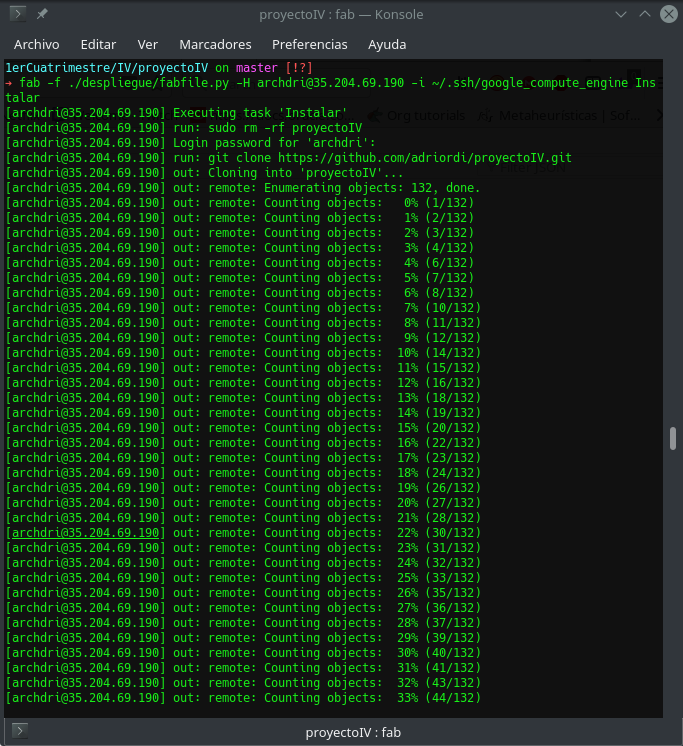 proyectoIV : fab — Konsole
Archivo Editar Ver Marcadores Preferencias Ayuda
1erCuatrimestre/IV/proyectoIV on master [!?]
→ fab -f ./despliegue/fabfile.py -H archdri@35.204.69.190 -i ~/.ssh/google_compute_engine Ins
talar
[archdri@35.204.69.190] Executing task 'Instalar'
[archdri@35.204.69.190] run: sudo rm -rf proyectoIV
[archdri@35.204.69.190] Login password for 'archdri':
[archdri@35.204.69.190] run: git clone https://github.com/adriordi/proyectoIV.git
[archdri@35.204.69.190] out: Cloning into 'proyectoIV'...
[archdri@35.204.69.190] out: remote: Enumerating objects: 132, done.
[archdri@35.204.69.190] out: remote: Counting objects:   0% (1/132)
[archdri@35.204.69.190] out: remote: Counting objects:   1% (2/132)
[archdri@35.204.69.190] out: remote: Counting objects:   2% (3/132)
[archdri@35.204.69.190] out: remote: Counting objects:   3% (4/132)
[archdri@35.204.69.190] out: remote: Counting objects:   4% (6/132)
[archdri@35.204.69.190] out: remote: Counting objects:   5% (7/132)
[archdri@35.204.69.190] out: remote: Counting objects:   6% (8/132)
[archdri@35.204.69.190] out: remote: Counting objects:   7% (10/132)
[archdri@35.204.69.190] out: remote: Counting objects:   8% (11/132)
[archdri@35.204.69.190] out: remote: Counting objects:   9% (12/132)
[archdri@35.204.69.190] out: remote: Counting objects:  10% (14/132)
[archdri@35.204.69.190] out: remote: Counting objects:  11% (15/132)
[archdri@35.204.69.190] out: remote: Counting objects:  12% (16/132)
[archdri@35.204.69.190] out: remote: Counting objects:  13% (18/132)
[archdri@35.204.69.190] out: remote: Counting objects:  14% (19/132)
[archdri@35.204.69.190] out: remote: Counting objects:  15% (20/132)
[archdri@35.204.69.190] out: remote: Counting objects:  16% (22/132)
[archdri@35.204.69.190] out: remote: Counting objects:  17% (23/132)
[archdri@35.204.69.190] out: remote: Counting objects:  18% (24/132)
[archdri@35.204.69.190] out: remote: Counting objects:  19% (26/132)
[archdri@35.204.69.190] out: remote: Counting objects:  20% (27/132)
[archdri@35.204.69.190] out: remote: Counting objects:  21% (28/132)
[archdri@35.204.69.190] out: remote: Counting objects:  22% (30/132)
[archdri@35.204.69.190] out: remote: Counting objects:  23% (31/132)
[archdri@35.204.69.190] out: remote: Counting objects:  24% (32/132)
[archdri@35.204.69.190] out: remote: Counting objects:  25% (33/132)
[archdri@35.204.69.190] out: remote: Counting objects:  26% (35/132)
[archdri@35.204.69.190] out: remote: Counting objects:  27% (36/132)
[archdri@35.204.69.190] out: remote: Counting objects:  28% (37/132)
[archdri@35.204.69.190] out: remote: Counting objects:  29% (39/132)
[archdri@35.204.69.190] out: remote: Counting objects:  30% (40/132)
[archdri@35.204.69.190] out: remote: Counting objects:  31% (41/132)
[archdri@35.204.69.190] out: remote: Counting objects:  32% (43/132)
[archdri@35.204.69.190] out: remote: Counting objects:  33% (44/132)
Org tutorials
Metaheurísticas | Sof...
proyectoIV : fab